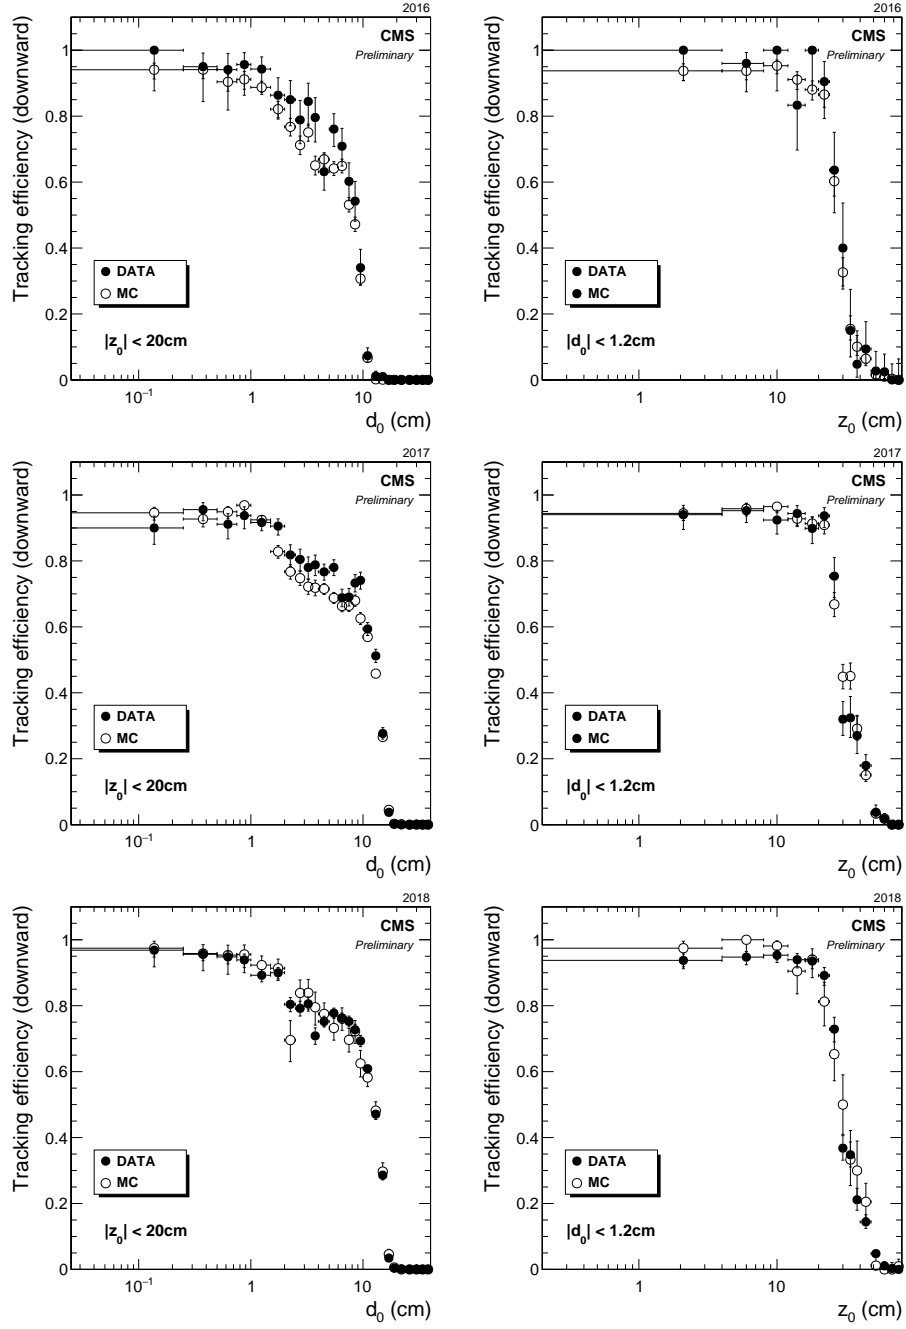 2016
CMS
Preliminary
Tracking efficiency (downward)
1
0.8
0.6
0.4
0.2
0
DATA
MC
|z0| < 20cm
10−1
1
10
d0 (cm)
2016
CMS
Preliminary
Tracking efficiency (downward)
1
0.8
0.6
0.4
0.2
0
DATA
MC
|d0| < 1.2cm
1
10
z0 (cm)
2017
CMS
Preliminary
Tracking efficiency (downward)
1
0.8
0.6
0.4
0.2
0
DATA
MC
|z0| < 20cm
10−1
1
10
d0 (cm)
2017
CMS
Preliminary
Tracking efficiency (downward)
1
0.8
0.6
0.4
0.2
0
DATA
MC
|d0| < 1.2cm
1
10
z0 (cm)
2018
CMS
Preliminary
Tracking efficiency (downward)
1
0.8
0.6
0.4
0.2
0
DATA
MC
|z0| < 20cm
10−1
1
10
d0 (cm)
2018
CMS
Preliminary
Tracking efficiency (downward)
1
0.8
0.6
0.4
0.2
0
DATA
MC
|d0| < 1.2cm
1
10
z0 (cm)